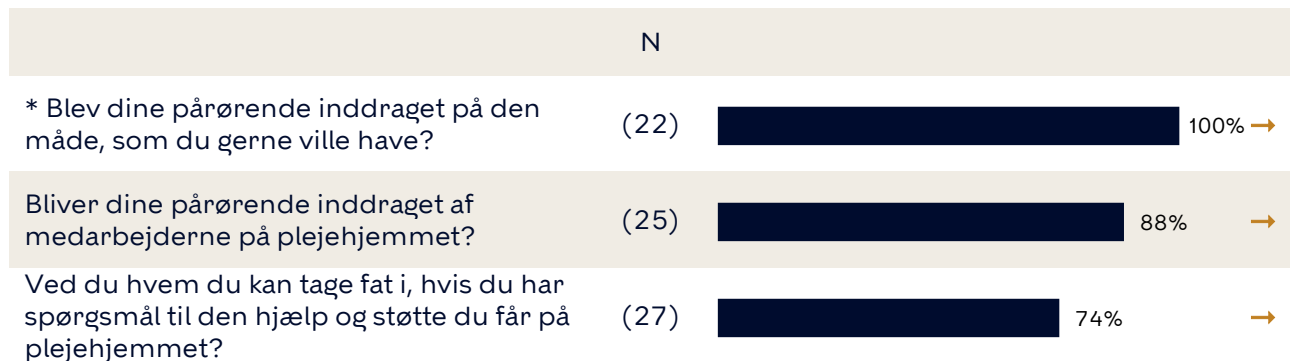 N
* Blev dine pårørende inddraget på den
måde, som du gerne ville have?
(22)
100% →
Bliver dine pårørende inddraget af
medarbejderne på plejehjemmet?
(25)
88% →
Ved du hvem du kan tage fat i, hvis du har
spørgsmål til den hjælp og støtte du får på
plejehjemmet?
(27)
74% →